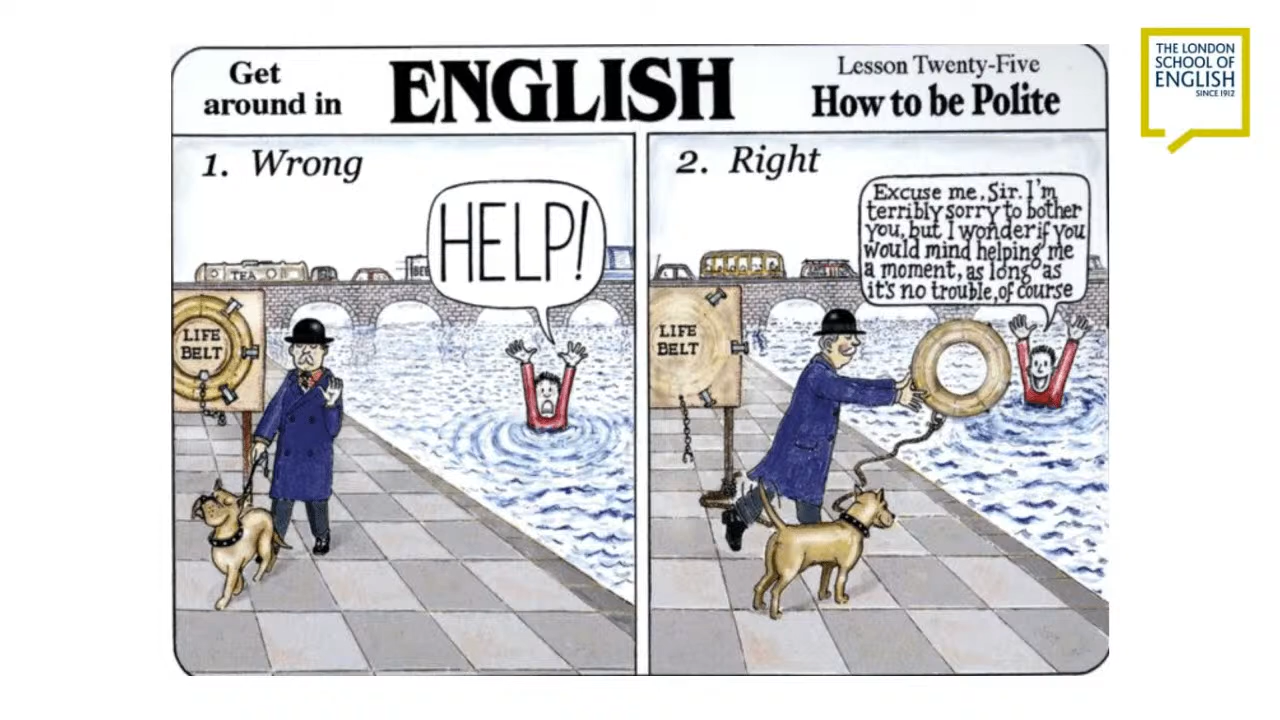 Get
around in
ENGLISH
Lesson Twenty-Five
How to be Polite
1. Wrong
HELP!
TEA
LIFE
BELT
2. Right
Excuse me, Sir. I'm
terribly sorry to bother
you, but I wonder if you
would mind helping me
a moment, as long as
it's no trouble, of course
LIFE
BELT
THE LONDON
SCHOOL OF
ENGLISH
SINCE 1912